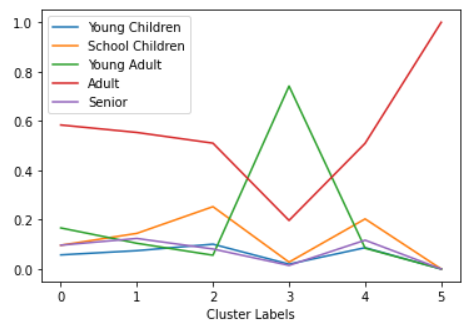 Young Children
School Children
Young Adult
Adult
Senior
1.0
0.8
0.6
0.4
0.2
0.0
0 1 2 3 4 5
Cluster Labels